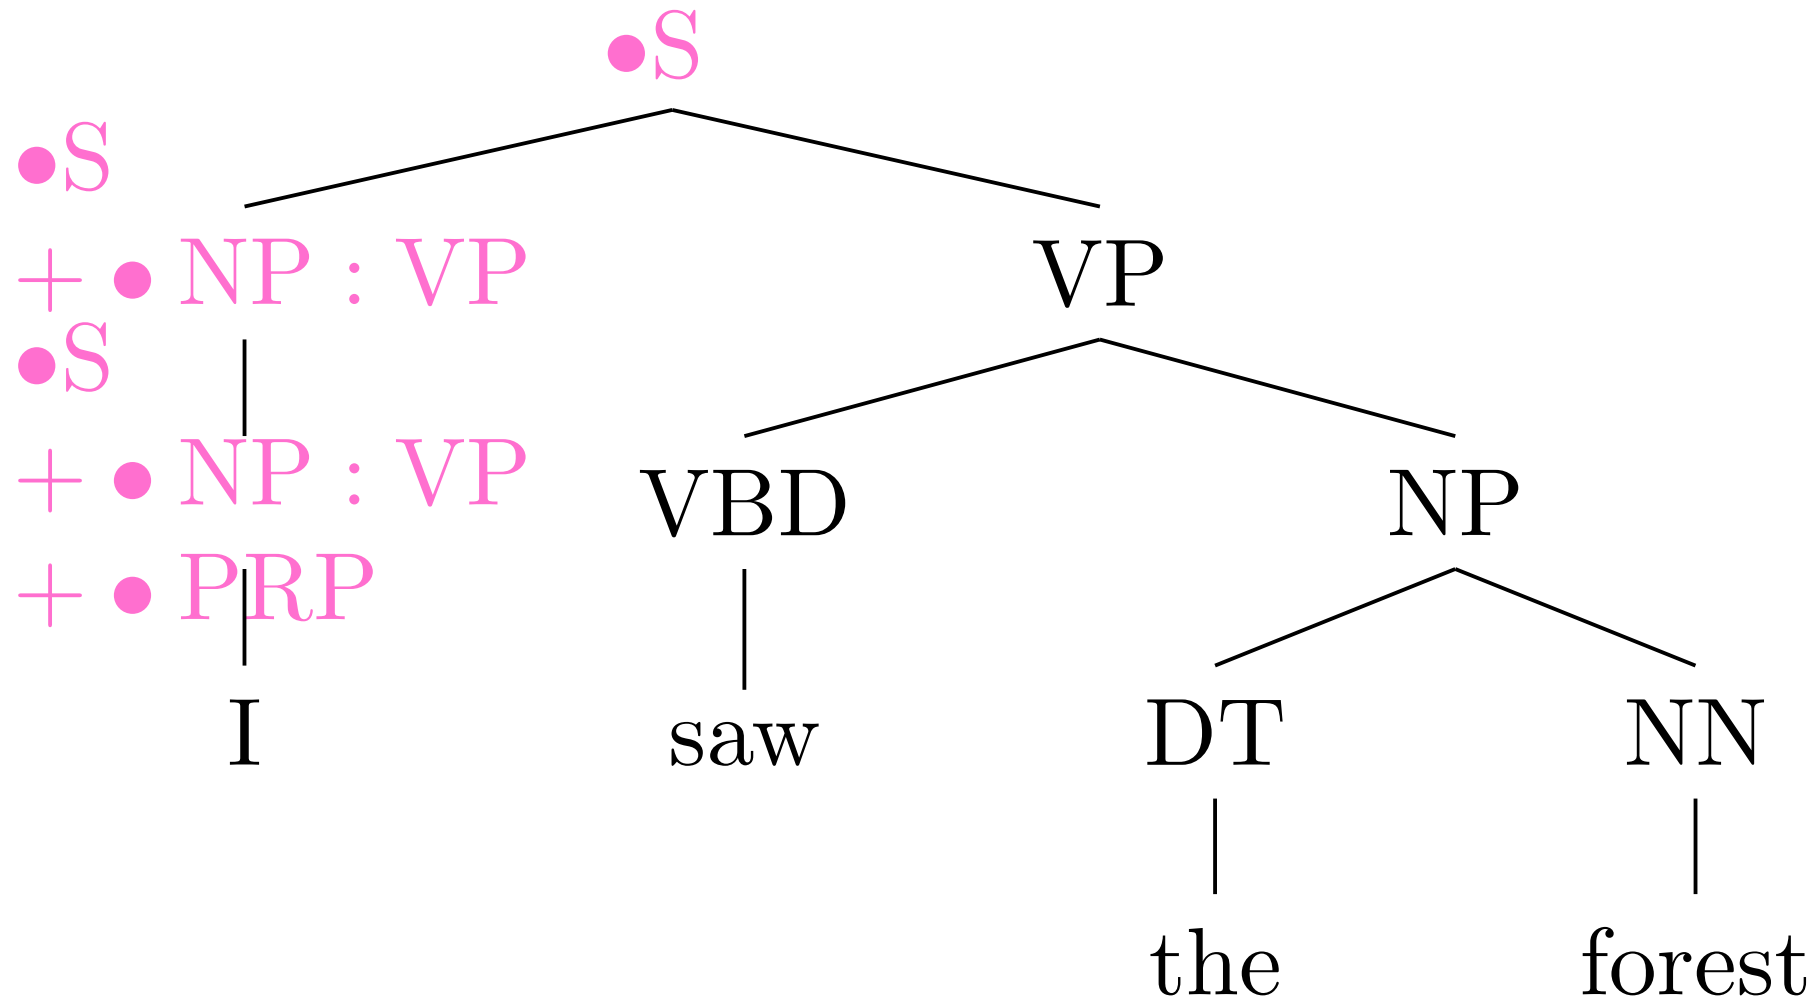 •S
•S
+ • NP : VP
VP
•S
+ • NP : VP
VBD
NP
+ • PRP
I
saw
DT
NN
the
forest